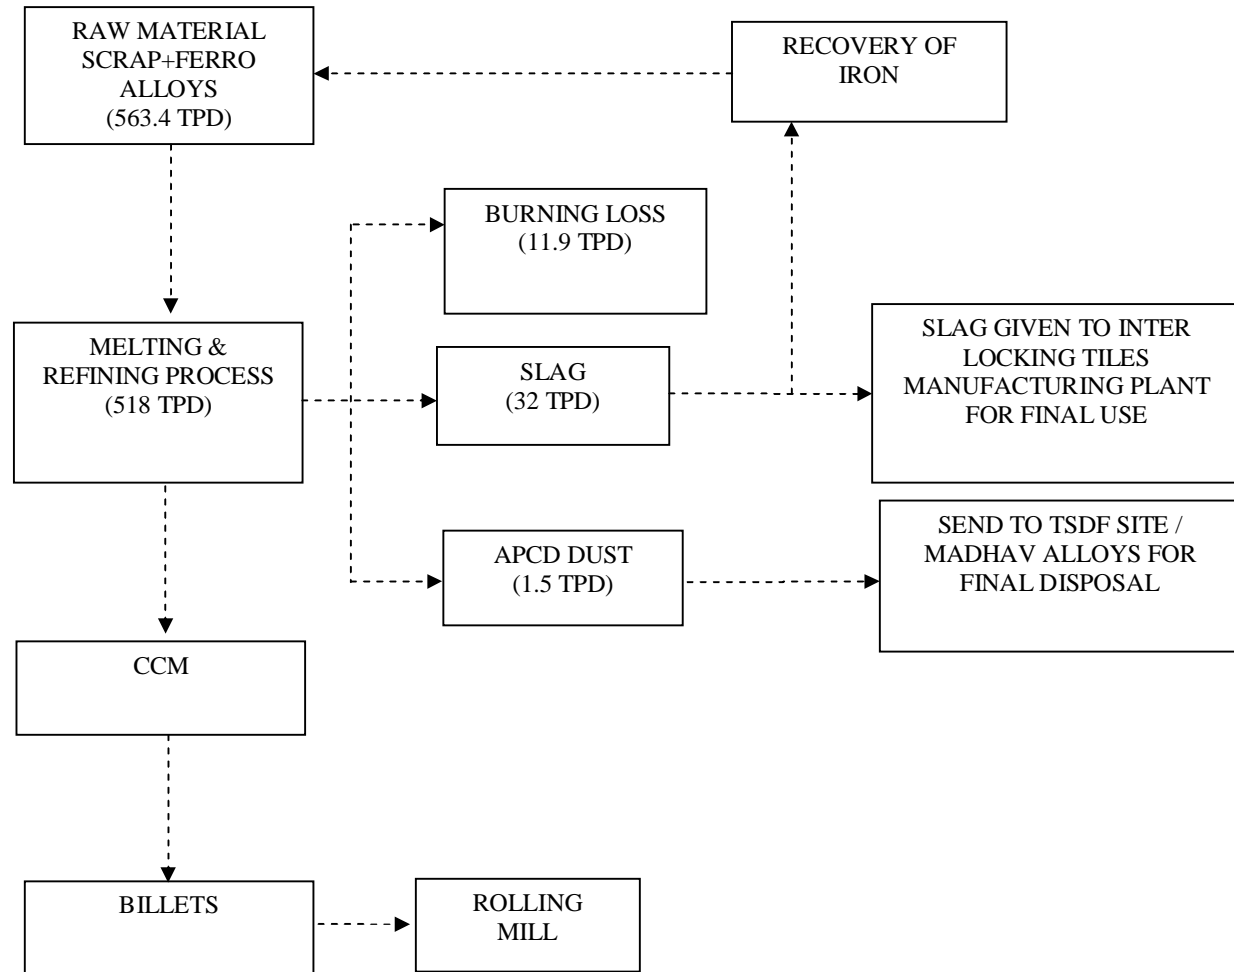 RAW MATERIAL
SCRAP+FERRO
ALLOYS
(563.4 TPD)
RECOVERY OF
IRON
BURNING LOSS
(11.9 TPD)
MELTING &
REFINING PROCESS
(518 TPD)
SLAG
(32 TPD)
SLAG GIVEN TO INTER
LOCKING TILES
MANUFACTURING PLANT
FOR FINAL USE
APCD DUST
(1.5 TPD)
SEND TO TSDF SITE /
MADHAV ALLOYS FOR
FINAL DISPOSAL
CCM
BILLETS
ROLLING
MILL